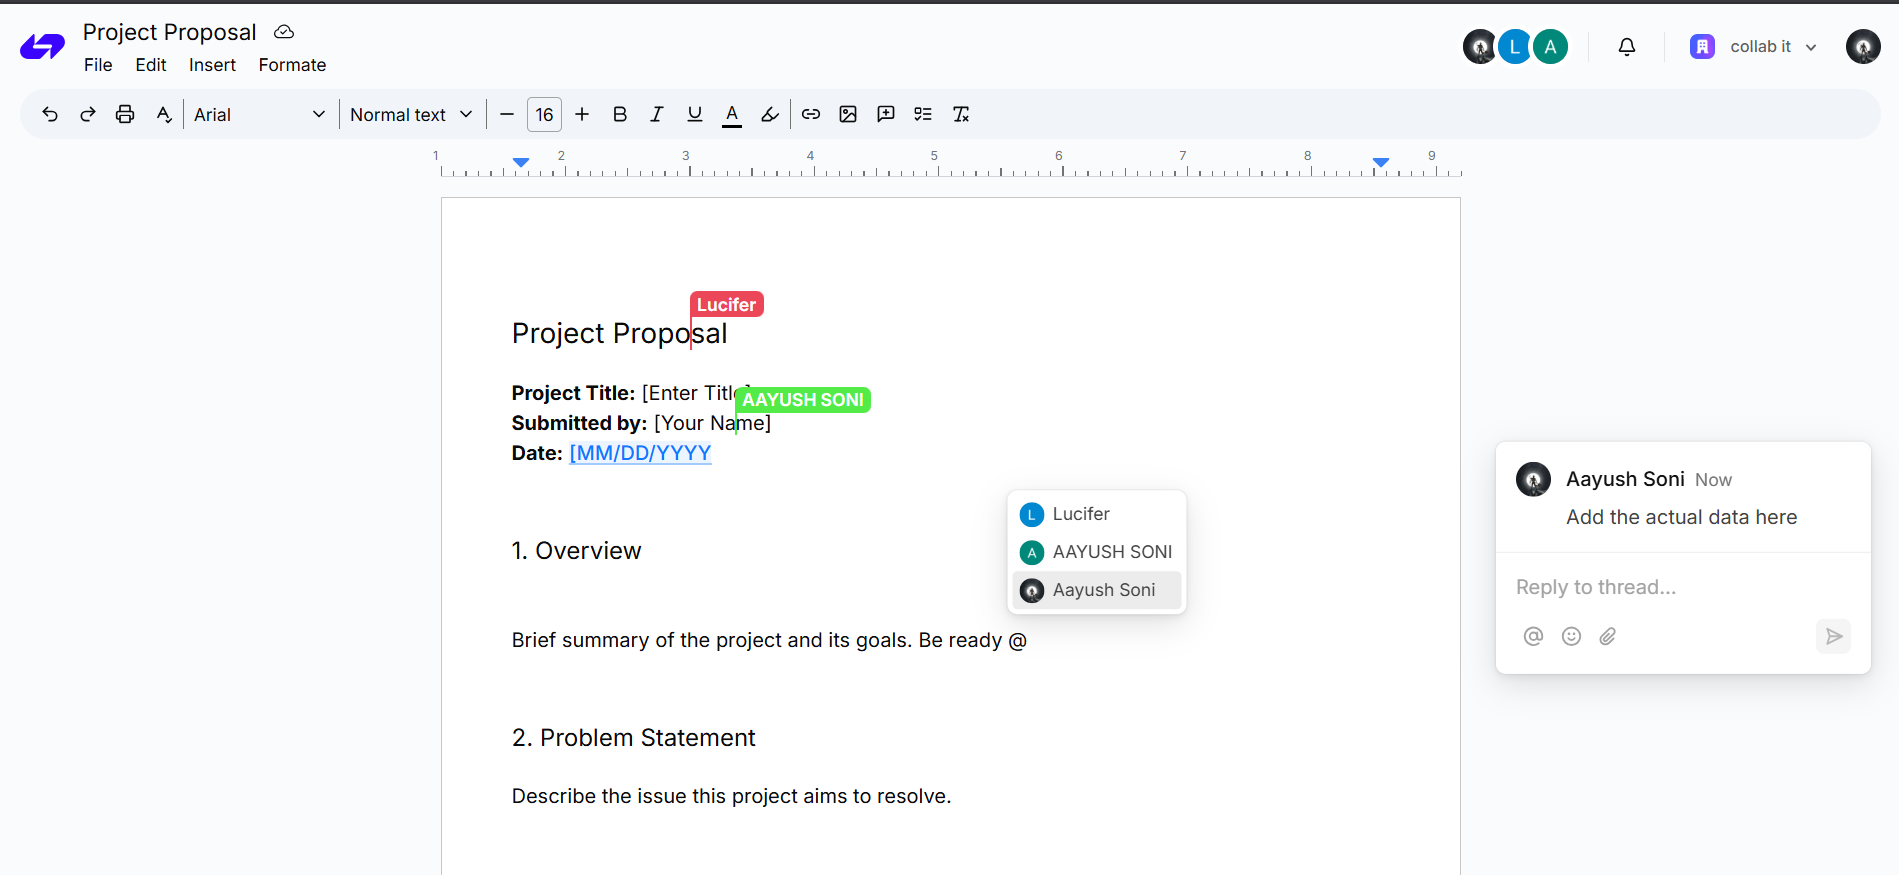 Project Proposal
File Edit Insert Formate
L A
collab it
Arial Normal text 16 B I U A
1 2 3 4 5 6 7 8 9
Lucifer
Project Proposal
Project Title: [Enter Title]
AAYUSH SONI
Submitted by: [Your Name]
Date: [MM/DD/YYYY
L Lucifer
A AAYUSH SONI
Aayush Soni
1. Overview
Brief summary of the project and its goals. Be ready @
2. Problem Statement
Describe the issue this project aims to resolve.
Aayush Soni Now
Add the actual data here
Reply to thread...